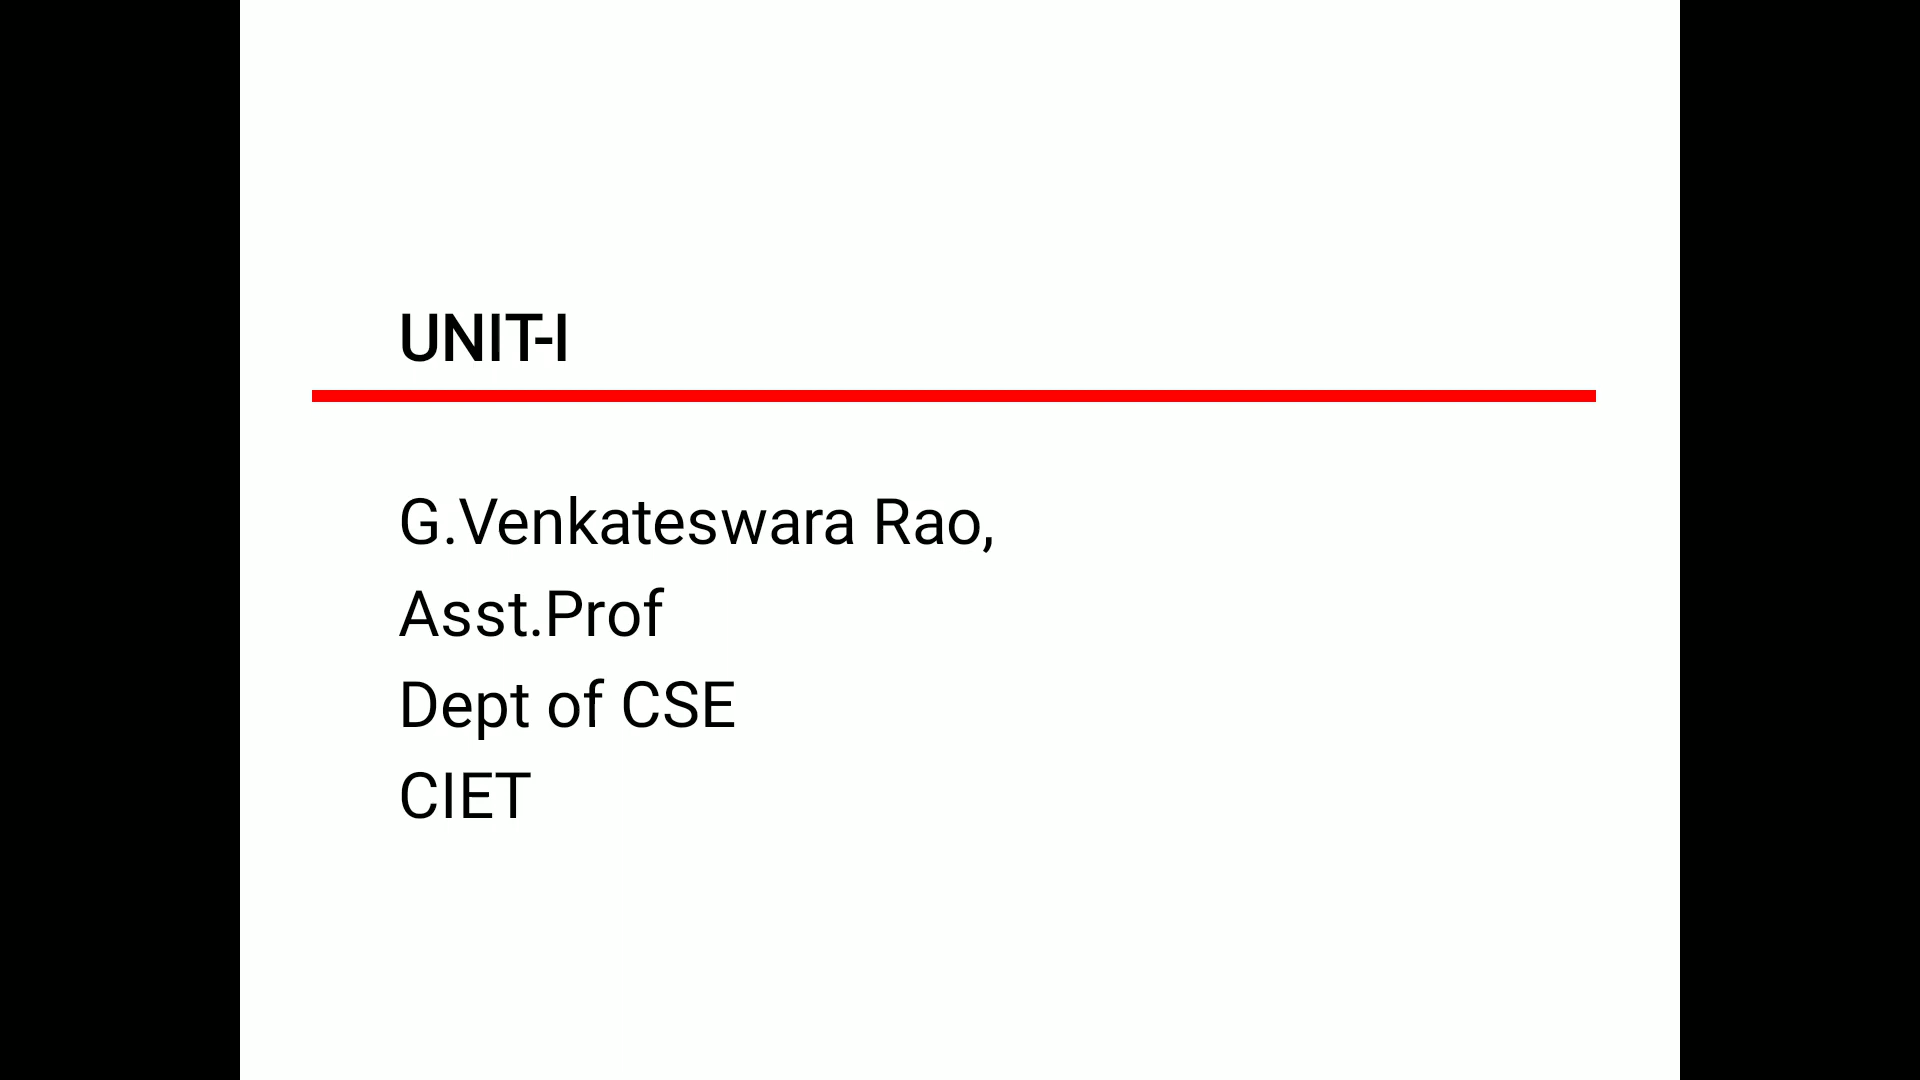 UNIT-I
G.Venkateswara Rao,
Asst.Prof
Dept of CSE
CIET